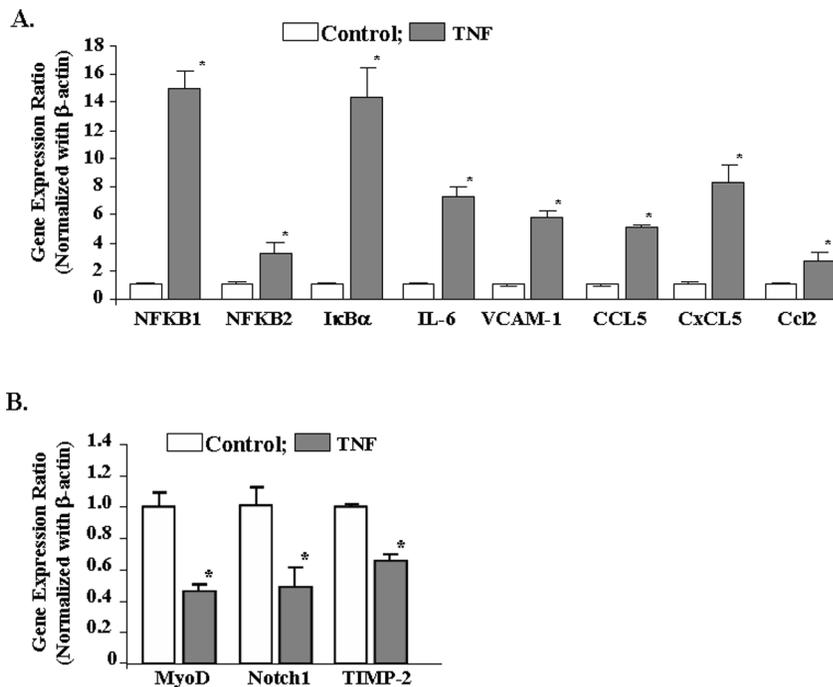 A.
Control; TNF
Gene Expression Ratio
(Normalized with β-actin)
18
16
14
12
10
8
6
4
2
0
* * * * * * * *
NFKB1 NFKB2 IκBα IL-6 VCAM-1 CCL5 CxCL5 Ccl2
B.
Control; TNF
Gene Expression Ratio
(Normalized with β-actin)
1.4
1.2
1.0
0.8
0.6
0.4
0.2
0
* * *
MyoD Notch1 TIMP-2